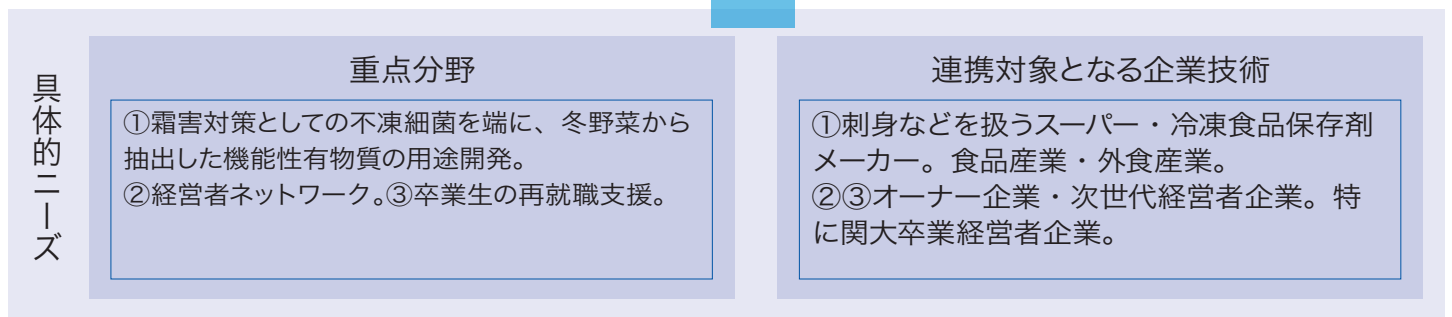 具体的ニーズ
重点分野
①霜害対策としての不凍細菌を端に、冬野菜から
抽出した機能性有物質の用途開発。
②経営者ネットワーク。③卒業生の再就職支援。
連携対象となる企業技術
①刺身などを扱うスーパー・冷凍食品保存剤
メーカー。食品産業・外食産業。
②③オーナー企業・次世代経営者企業。特
に関大卒業経営者企業。